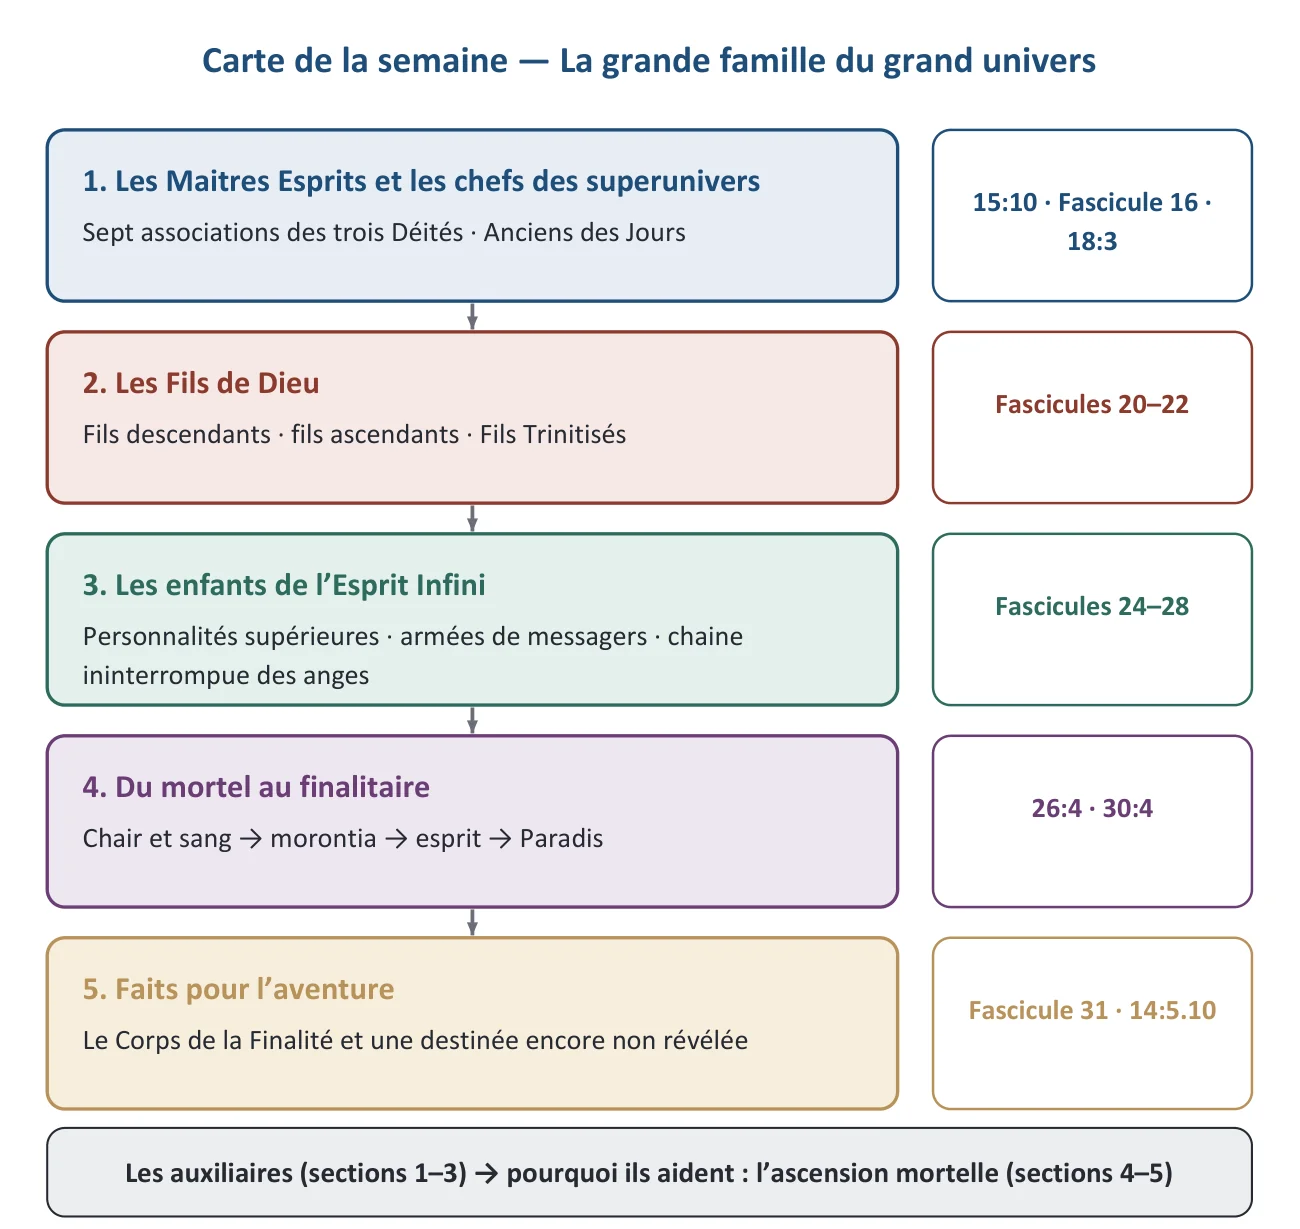 Carte de la semaine — La grande famille du grand univers
1. Les Maitres Esprits et les chefs des superunivers
Sept associations des trois Déités · Anciens des Jours
15:10 · Fascicule 16 ·
18:3
2. Les Fils de Dieu
Fils descendants · fils ascendants · Fils Trinitisés
Fascicules 20–22
3. Les enfants de l’Esprit Infini
Personnalités supérieures · armées de messagers · chaine
ininterrompue des anges
Fascicules 24–28
4. Du mortel au finalitaire
Chair et sang → morontia → esprit → Paradis
26:4 · 30:4
5. Faits pour l’aventure
Le Corps de la Finalité et une destinée encore non révélée
Fascicule 31 · 14:5.10
Les auxiliaires (sections 1–3) → pourquoi ils aident : l’ascension mortelle (sections 4–5)